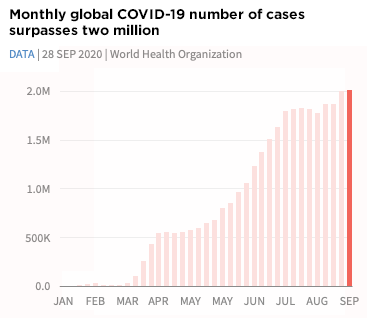 Monthly global COVID-19 number of cases
surpasses two million
DATA | 28 SEP 2020 | World Health Organization
2.0M
1.5M
1.0M
500K
0.0
JAN FEB MAR APR MAY MAY JUN JUL AUG SEP